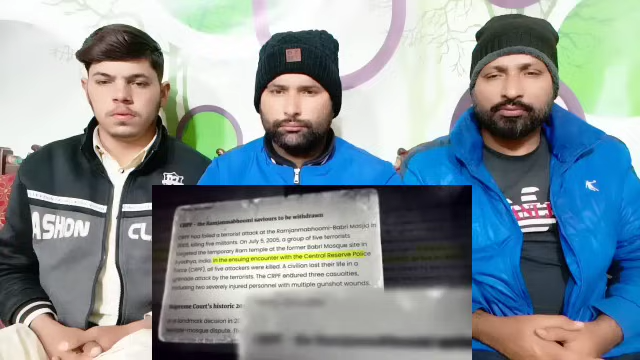 ASHON
CRPF – the Ramjanmabhoomi saviours to be withdrawn
CRPF had foiled a terrorist attack at the Ramjanmabhoomi-Babri Masjid in
2005, killing five militants. On July 5, 2005, a group of five terrorists
targeted the temporary Ram temple at the former Babri Mosque site in
Ayodhya, India. In the ensuing encounter with the Central Reserve Police
Force (CRPF), all five attackers were killed. A civilian lost their life in a
grenade attack by the terrorists. The CRPF endured three casualties,
including two severely injured personnel with multiple gunshot wounds.
Supreme Court's historic